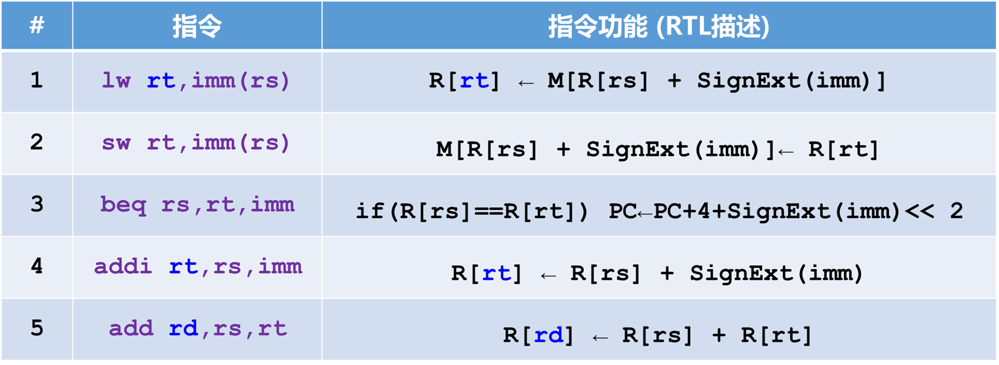 # 指令 指令功能 (RTL描述)
1 lw rt,imm(rs) R[rt] ← M[R[rs] + SignExt(imm)]
2 sw rt,imm(rs) M[R[rs] + SignExt(imm)]← R[rt]
3 beq rs,rt,imm if(R[rs]==R[rt]) PC←PC+4+SignExt(imm)<< 2
4 addi rt,rs,imm R[rt] ← R[rs] + SignExt(imm)
5 add rd,rs,rt R[rd] ← R[rs] + R[rt]